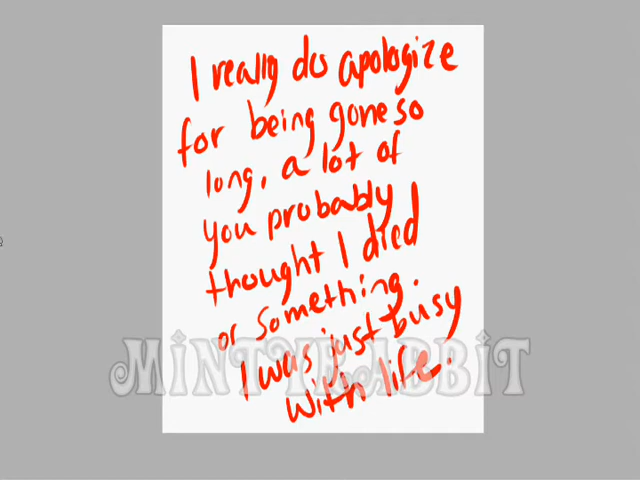 I really do apologize
for being gone so
long, a lot of
you probably
thought I died
or something.
I was just busy
with life.
MiNTYRABBiT